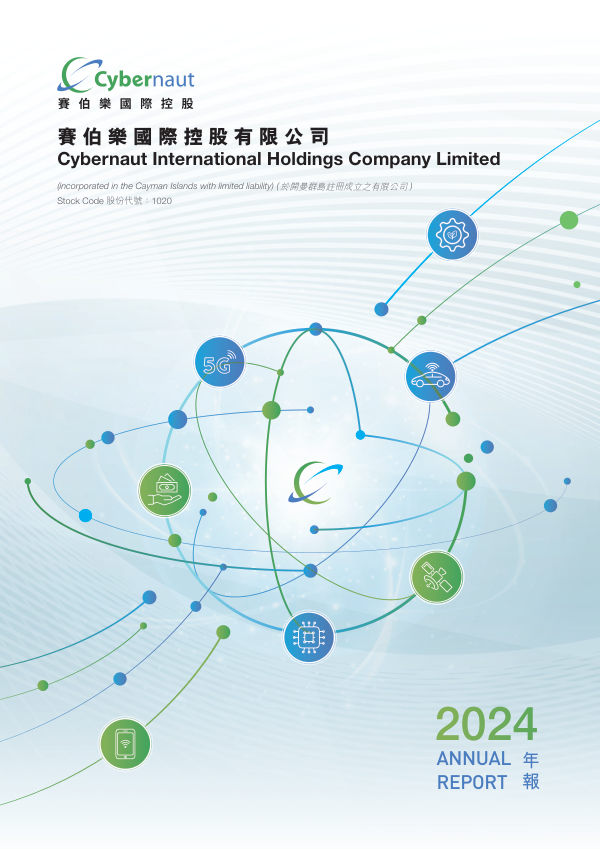 Cybernaut
賽伯樂國際控股
賽伯樂國際控股有限公司
Cybernaut International Holdings Company Limited
(incorporated in the Cayman Islands with limited liability) (於開曼群島註冊成立之有限公司)
Stock Code 股份代號：1020
5G
2024
ANNUAL 年
REPORT 報